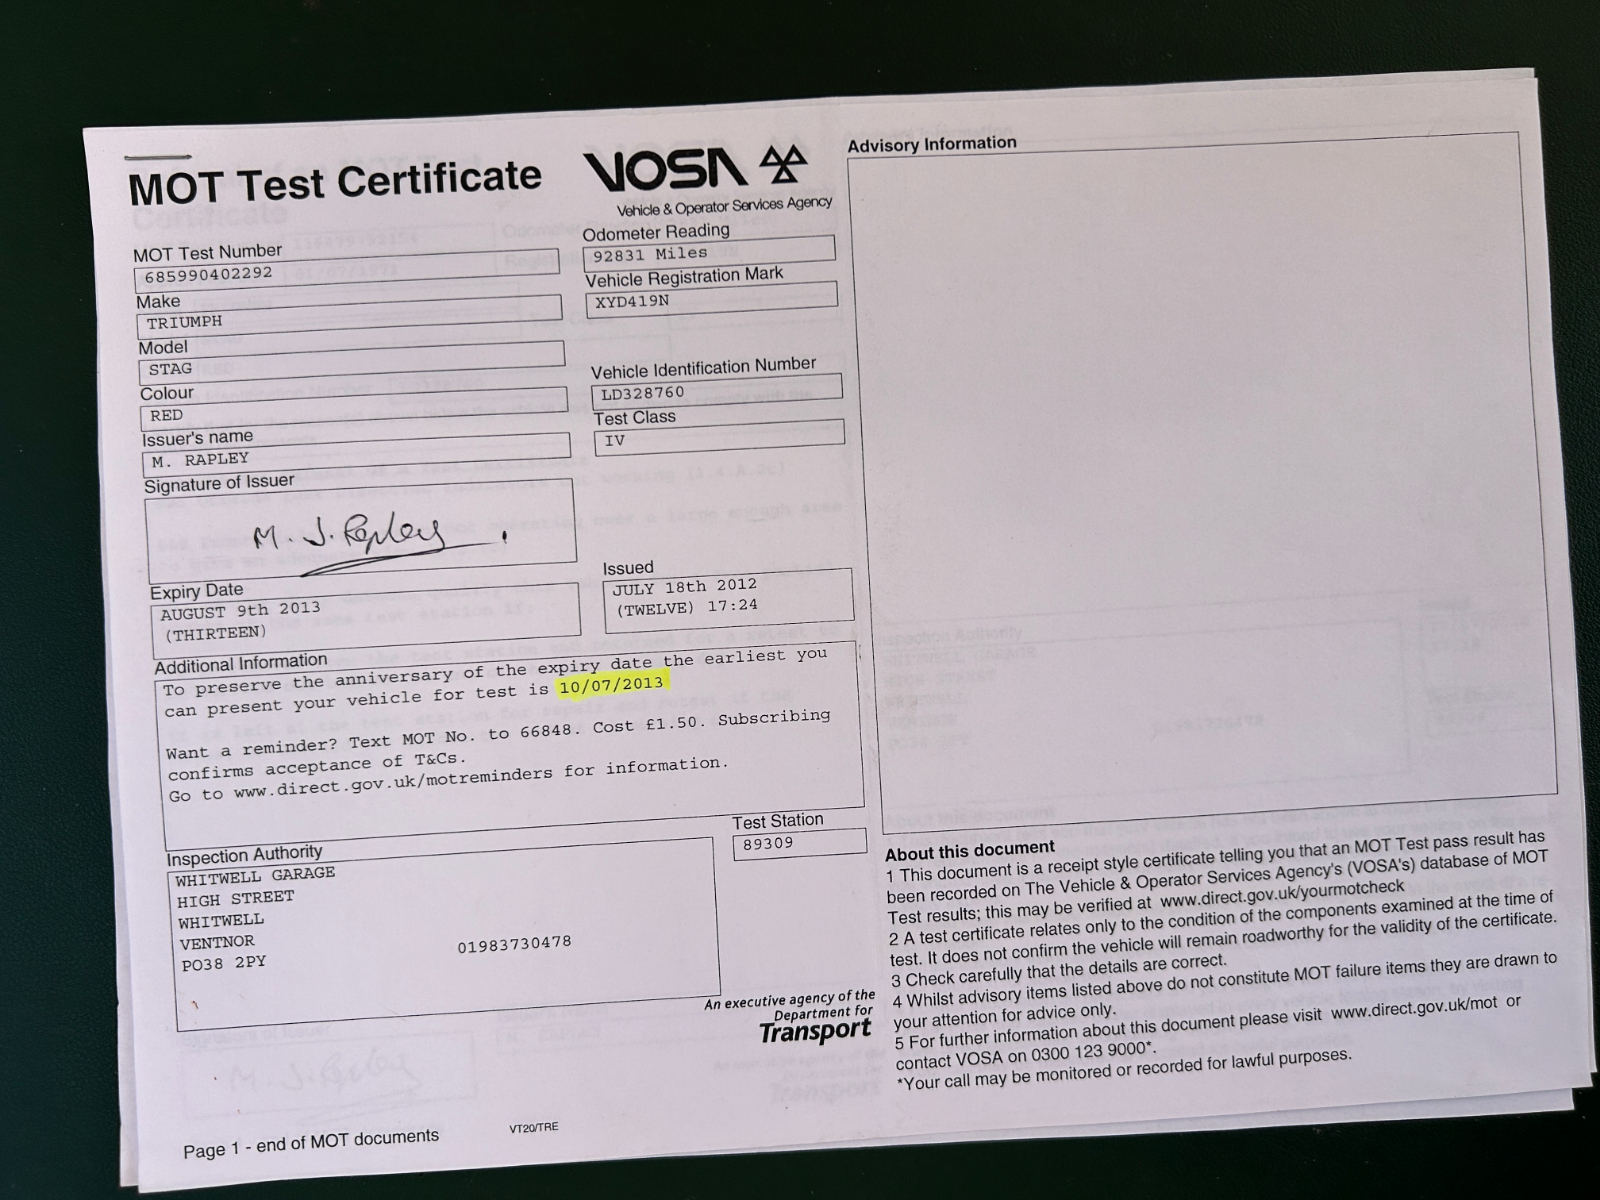 MOT Test Certificate
VOSA
Vehicle & Operator Services Agency
MOT Test Number
685990402292
Make
TRIUMPH
Model
STAG
Colour
RED
Issuer's name
M. RAPLEY
Signature of Issuer
M. J. Rapley
Expiry Date
AUGUST 9th 2013
(THIRTEEN)
Odometer Reading
92831 Miles
Vehicle Registration Mark
XYD419N
Vehicle Identification Number
LD328760
Test Class
IV
Issued
JULY 18th 2012
(TWELVE) 17:24
Additional Information
To preserve the anniversary of the expiry date the earliest you
can present your vehicle for test is 10/07/2013
Want a reminder? Text MOT No. to 66848. Cost £1.50. Subscribing
confirms acceptance of T&Cs.
Go to www.direct.gov.uk/motreminders for information.
Inspection Authority
WHITWELL GARAGE
HIGH STREET
WHITWELL
VENTNOR
PO38 2PY
01983730478
Test Station
89309
An executive agency of the
Department for
Transport
Page 1 - end of MOT documents
VT20/TRE
Advisory Information
About this document
1 This document is a receipt style certificate telling you that an MOT Test pass result has
been recorded on The Vehicle & Operator Services Agency's (VOSA's) database of MOT
Test results; this may be verified at www.direct.gov.uk/yourmotcheck
2 A test certificate relates only to the condition of the components examined at the time of
test. It does not confirm the vehicle will remain roadworthy for the validity of the certificate.
3 Check carefully that the details are correct.
4 Whilst advisory items listed above do not constitute MOT failure items they are drawn to
your attention for advice only.
5 For further information about this document please visit www.direct.gov.uk/mot or
contact VOSA on 0300 123 9000*.
*Your call may be monitored or recorded for lawful purposes.